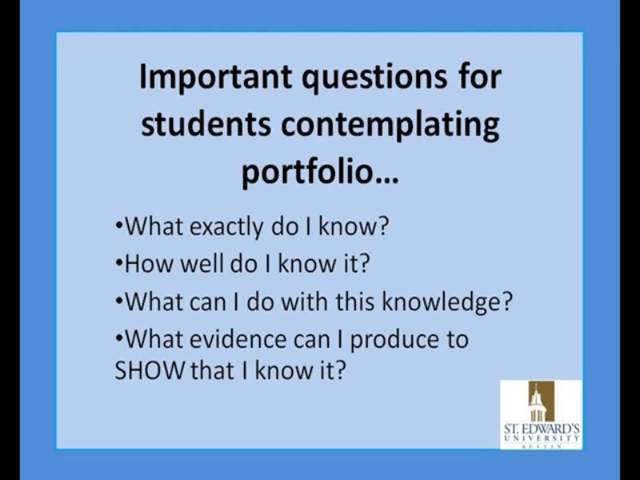 Important questions for
students contemplating
portfolio...
•What exactly do I know?
•How well do I know it?
•What can I do with this knowledge?
•What evidence can I produce to
SHOW that I know it?
ST. EDWARD'S
UNIVERSITY
AUSTIN